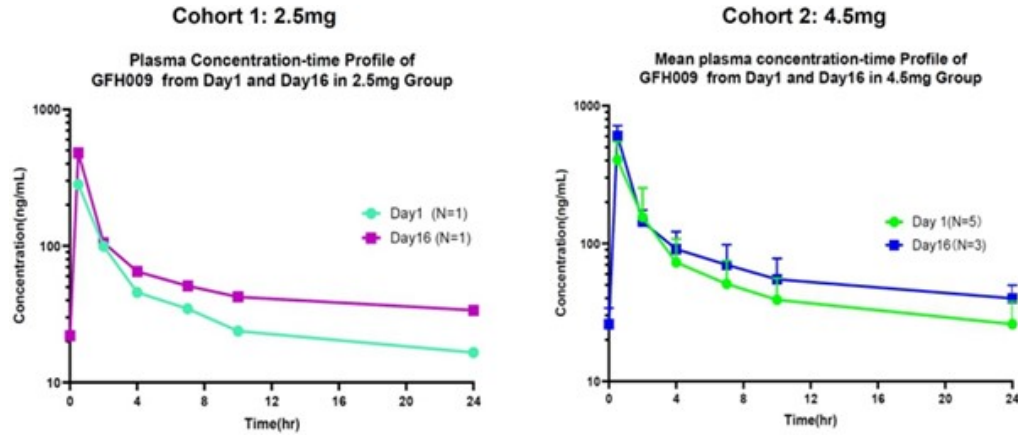 Cohort 1: 2.5mg
Plasma Concentration-time Profile of
GFH009 from Day1 and Day16 in 2.5mg Group
Concentration(ng/mL)
1000
100
10
0 4 8 12 16 20 24
Time(hr)
Day1 (N=1)
Day16 (N=1)
Cohort 2: 4.5mg
Mean plasma concentration-time Profile of
GFH009 from Day1 and Day16 in 4.5mg Group
Concentration(ng/mL)
1000
100
10
0 4 8 12 16 20 24
Time(hr)
Day 1(N=5)
Day16(N=3)